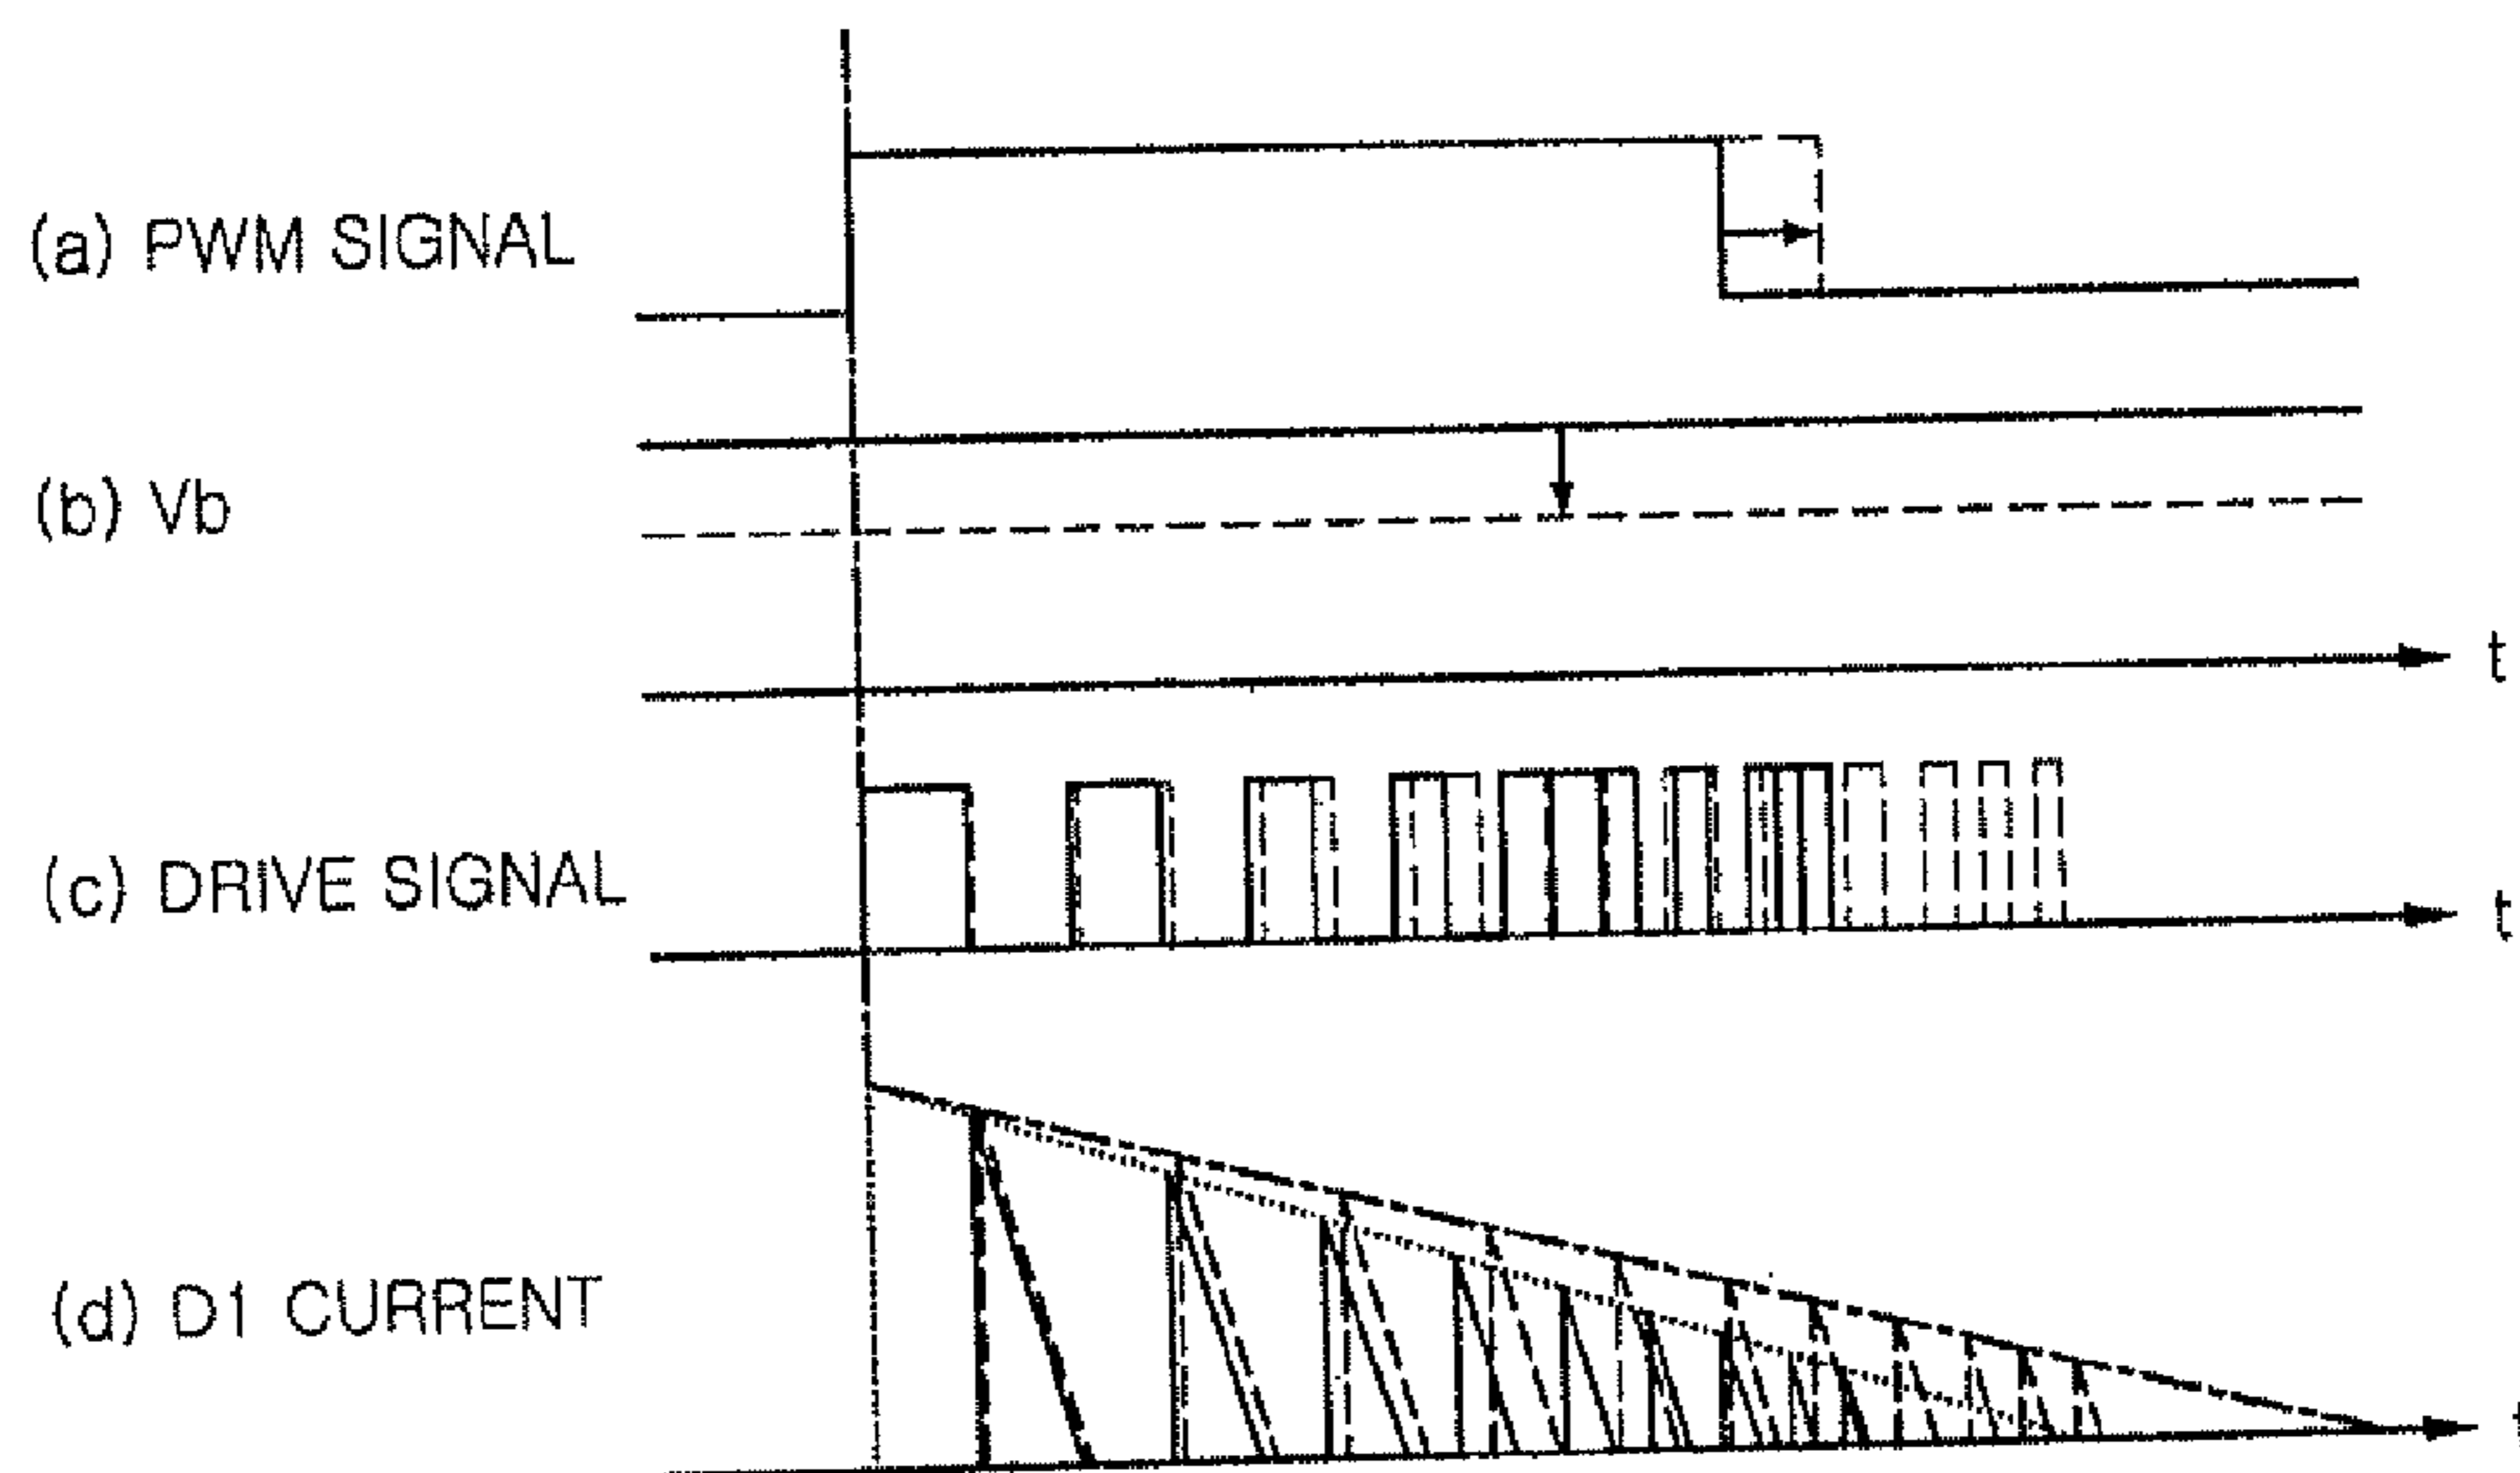 (a) PWM SIGNAL
(b) Vb
t
(c) DRIVE SIGNAL
t
(d) D1 CURRENT